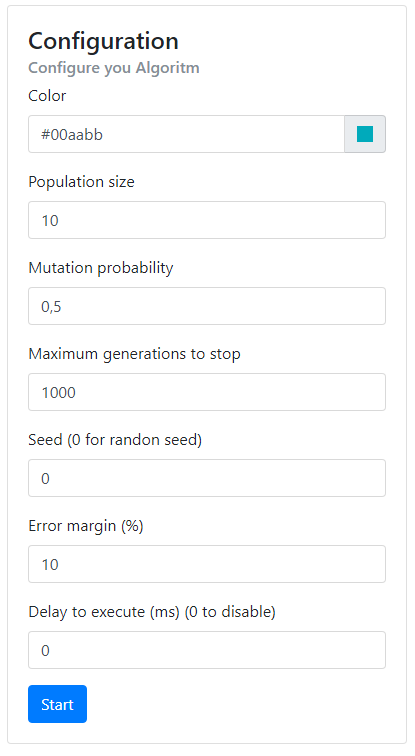 Configuration
Configure you Algoritm
Color
#00aabb
Population size
10
Mutation probability
0,5
Maximum generations to stop
1000
Seed (0 for randon seed)
0
Error margin (%)
10
Delay to execute (ms) (0 to disable)
0
Start